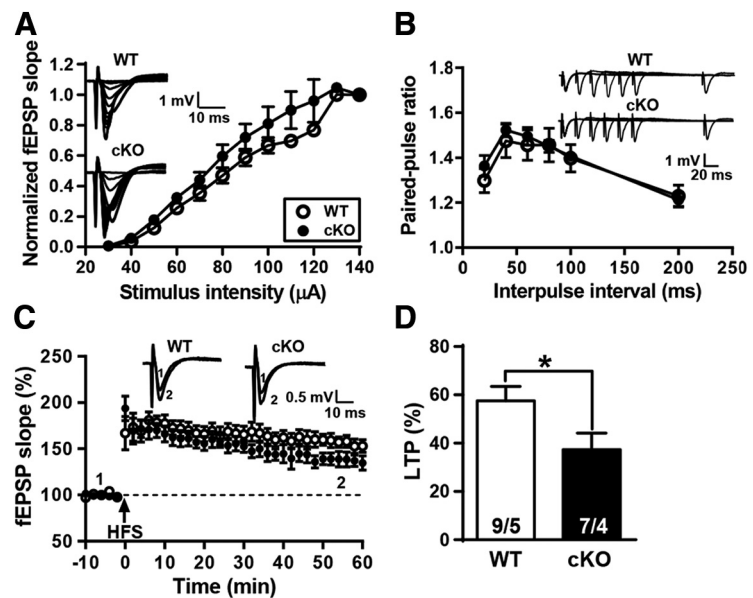 A
Normalized fEPSP slope
1.2
1.0
0.8
0.6
0.4
0.2
0.0
WT
1 mV
10 ms
cKO
WT
cKO
20 40 60 80 100 120 140
Stimulus intensity (µA)
B
Paired-pulse ratio
1.8
1.6
1.4
1.2
1.0
WT
cKO
1 mV
20 ms
0 50 100 150 200 250
Interpulse interval (ms)
C
fEPSP slope (%)
250
200
150
100
50
WT
1
2
cKO
1
2
0.5 mV
10 ms
1
2
HFS
-10 0 10 20 30 40 50 60
Time (min)
D
LTP (%)
80
60
40
20
0
*
9/5
7/4
WT cKO